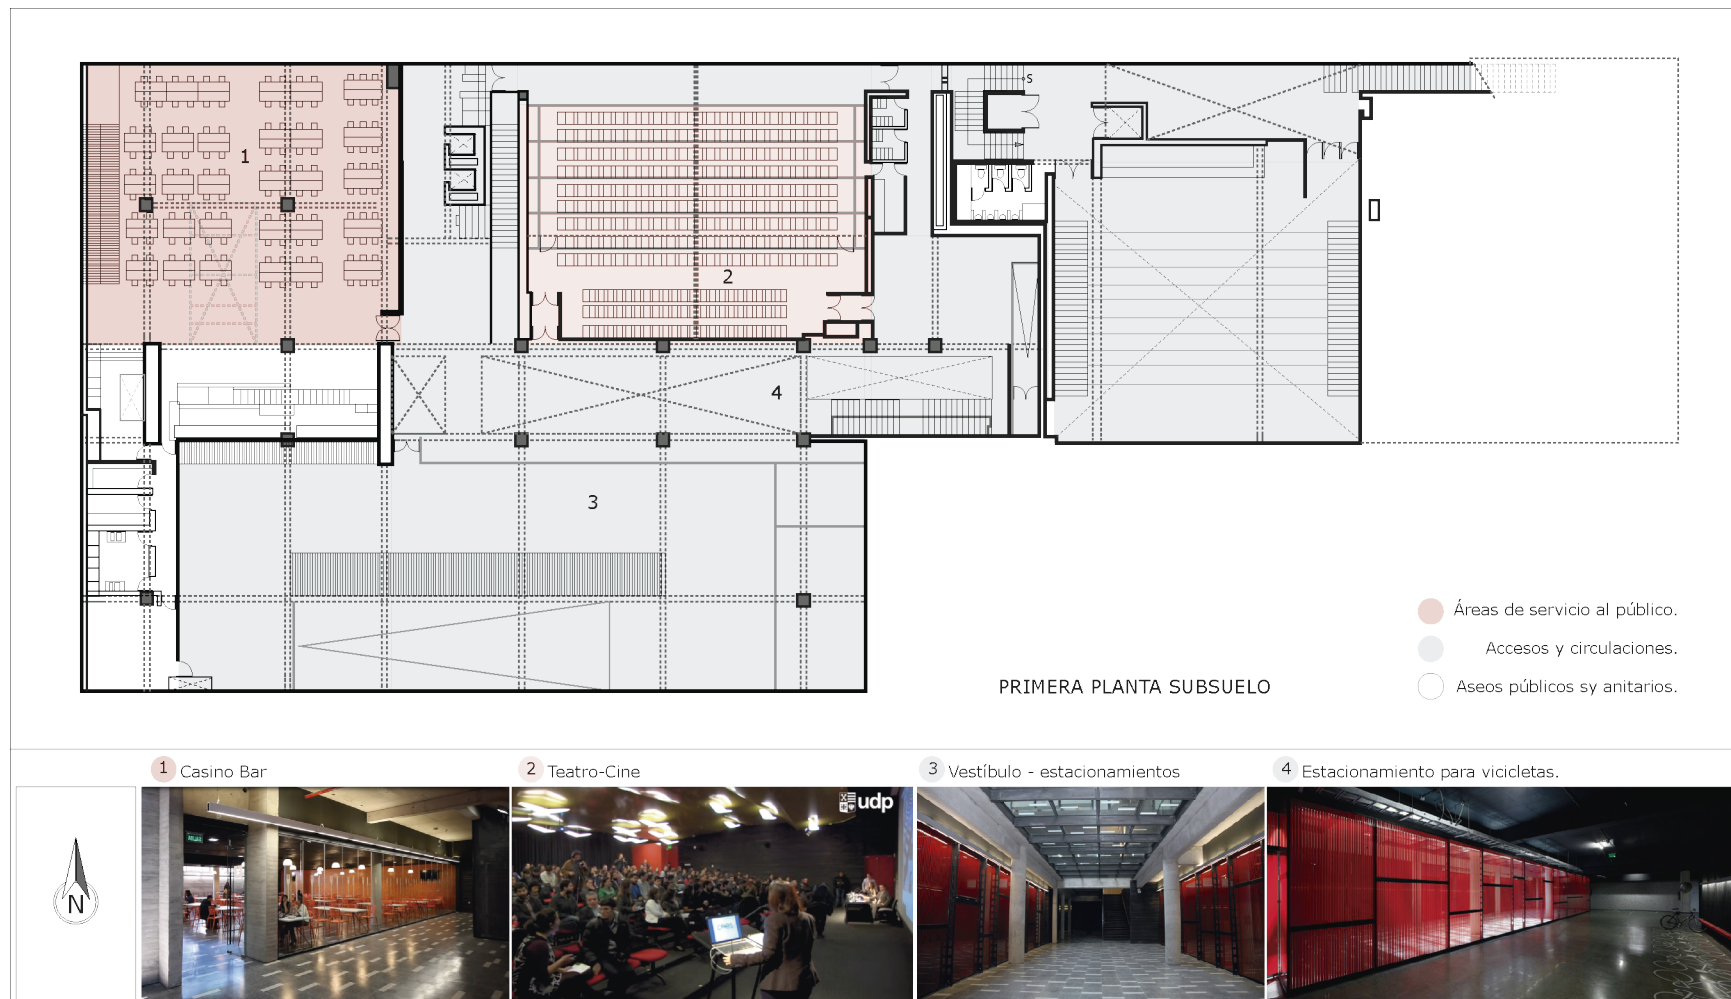 S
1
2
4
3
Áreas de servicio al público.
Accesos y circulaciones.
Aseos públicos sy anitarios.
PRIMERA PLANTA SUBSUELO
1 Casino Bar
2 Teatro-Cine
3 Vestíbulo - estacionamientos
4 Estacionamiento para vicicletas.
N
udp